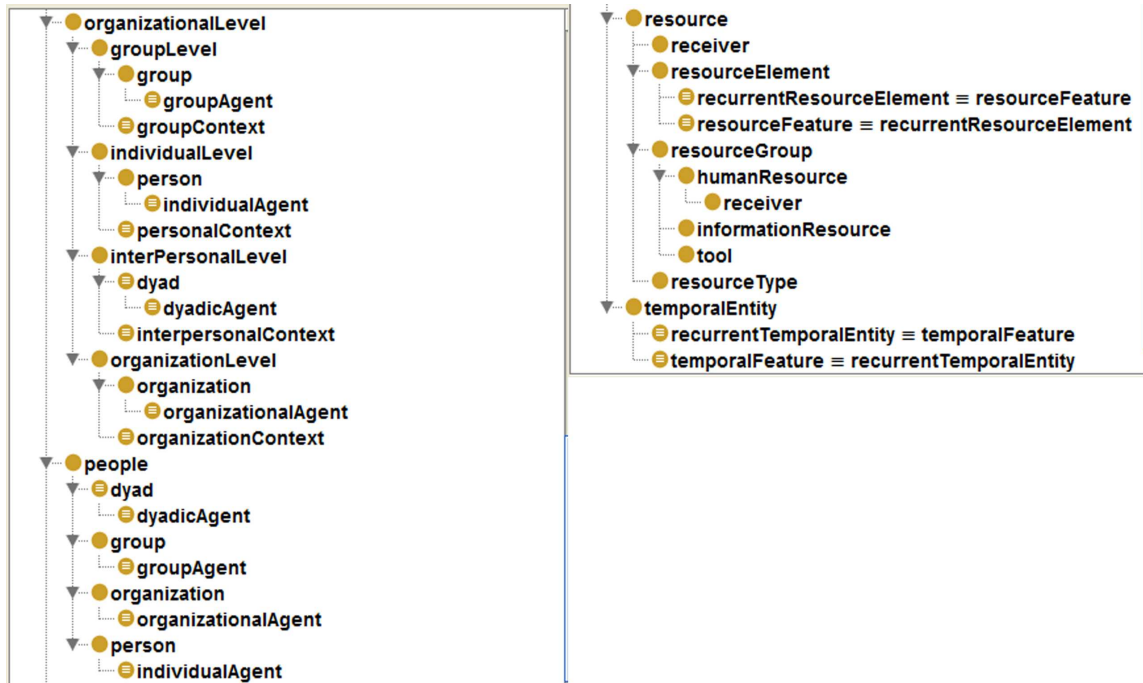 organizationalLevel
groupLevel
group
groupAgent
groupContext
individualLevel
person
individualAgent
personalContext
interPersonalLevel
dyad
dyadicAgent
interpersonalContext
organizationLevel
organization
organizationalAgent
organizationContext
people
dyad
dyadicAgent
group
groupAgent
organization
organizationalAgent
person
individualAgent
resource
receiver
resourceElement
recurrentResourceElement ≡ resourceFeature
resourceFeature ≡ recurrentResourceElement
resourceGroup
humanResource
receiver
informationResource
tool
resourceType
temporalEntity
recurrentTemporalEntity ≡ temporalFeature
temporalFeature ≡ recurrentTemporalEntity